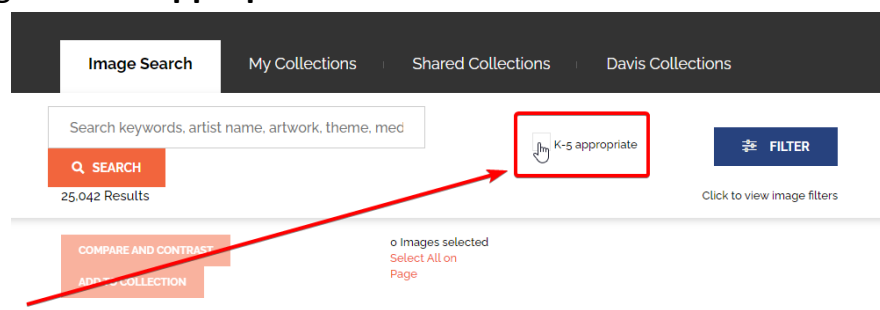 Image Search
My Collections
Shared Collections
Davis Collections
Search keywords, artist name, artwork, theme, med
K-5 appropriate
FILTER
SEARCH
25,042 Results
Click to view image filters
COMPARE AND CONTRAST
0 Images selected
Select All on
Page
ADD TO COLLECTION